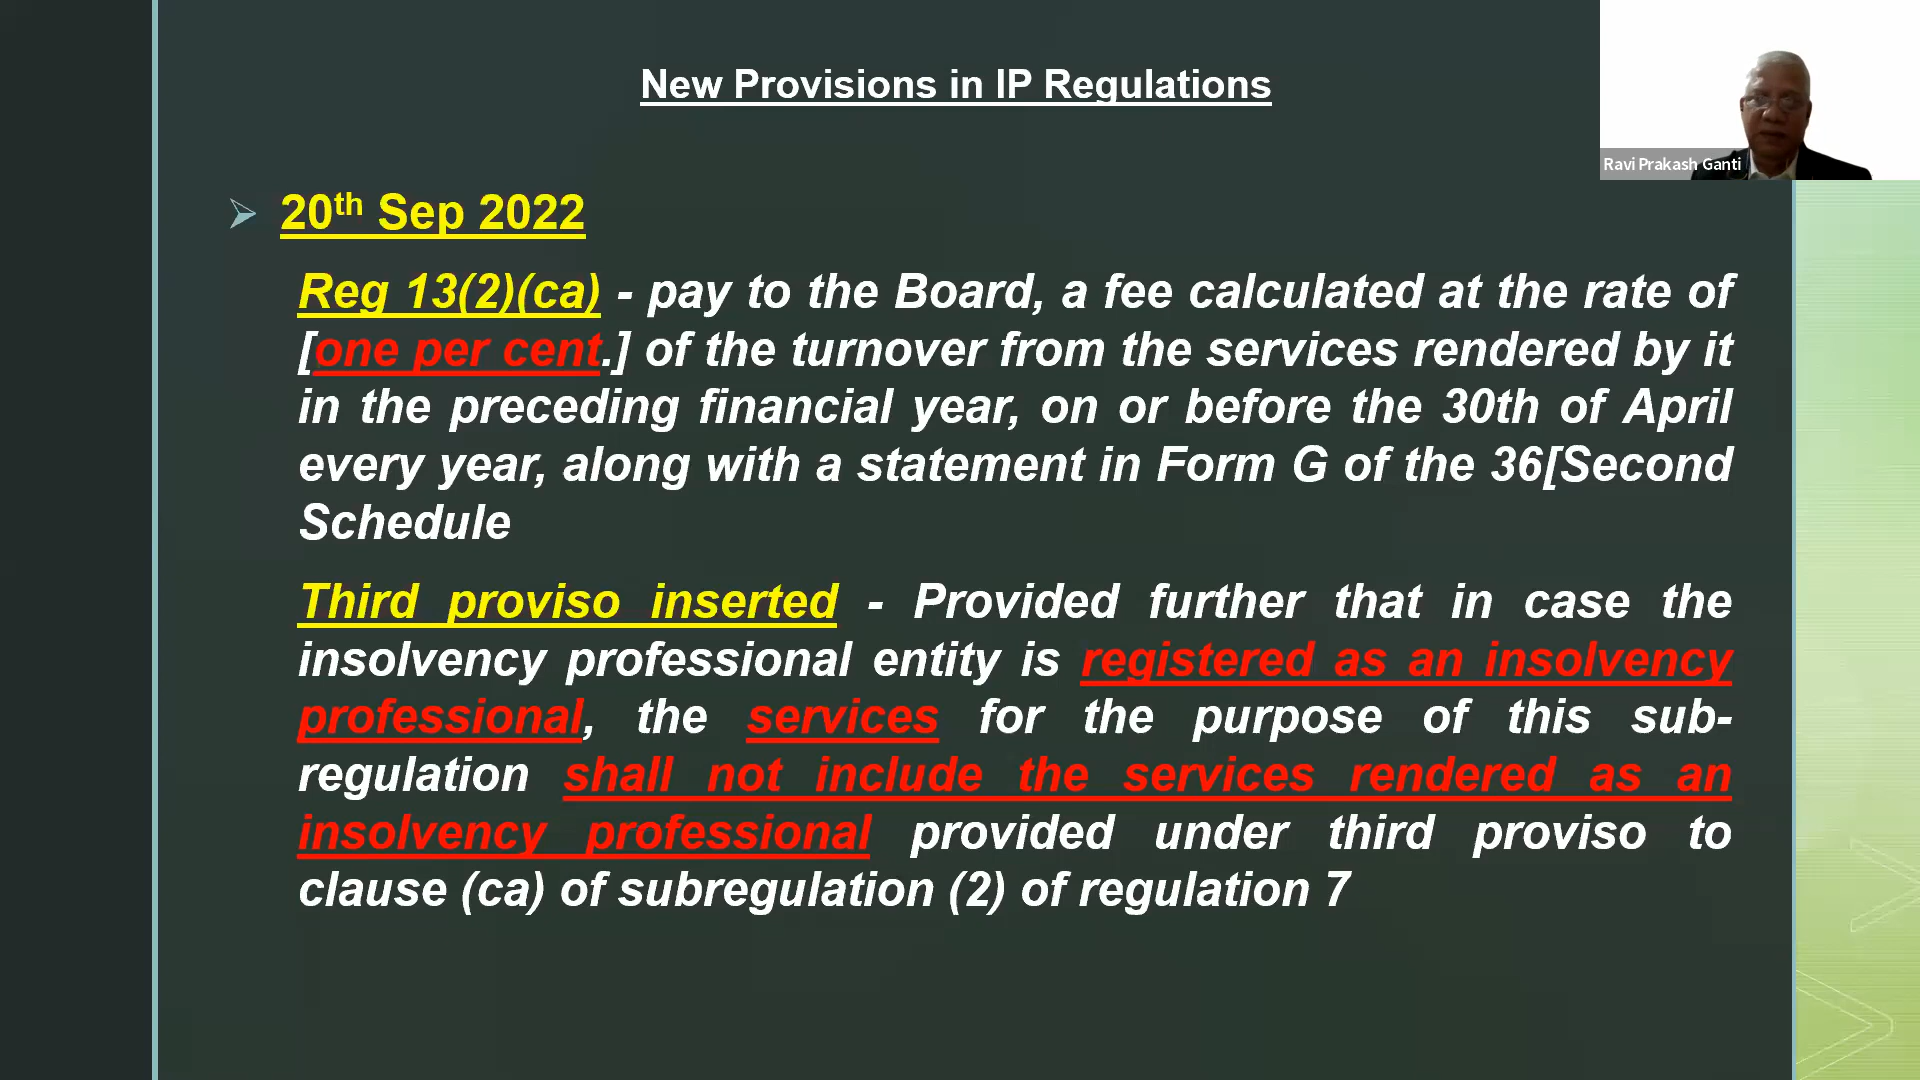 New Provisions in IP Regulations
Ravi Prakash Ganti
20th Sep 2022
Reg 13(2)(ca) - pay to the Board, a fee calculated at the rate of
[one per cent.] of the turnover from the services rendered by it
in the preceding financial year, on or before the 30th of April
every year, along with a statement in Form G of the 36[Second
Schedule
Third proviso inserted - Provided further that in case the
insolvency professional entity is registered as an insolvency
professional, the services for the purpose of this sub-
regulation shall not include the services rendered as an
insolvency professional provided under third proviso to
clause (ca) of subregulation (2) of regulation 7